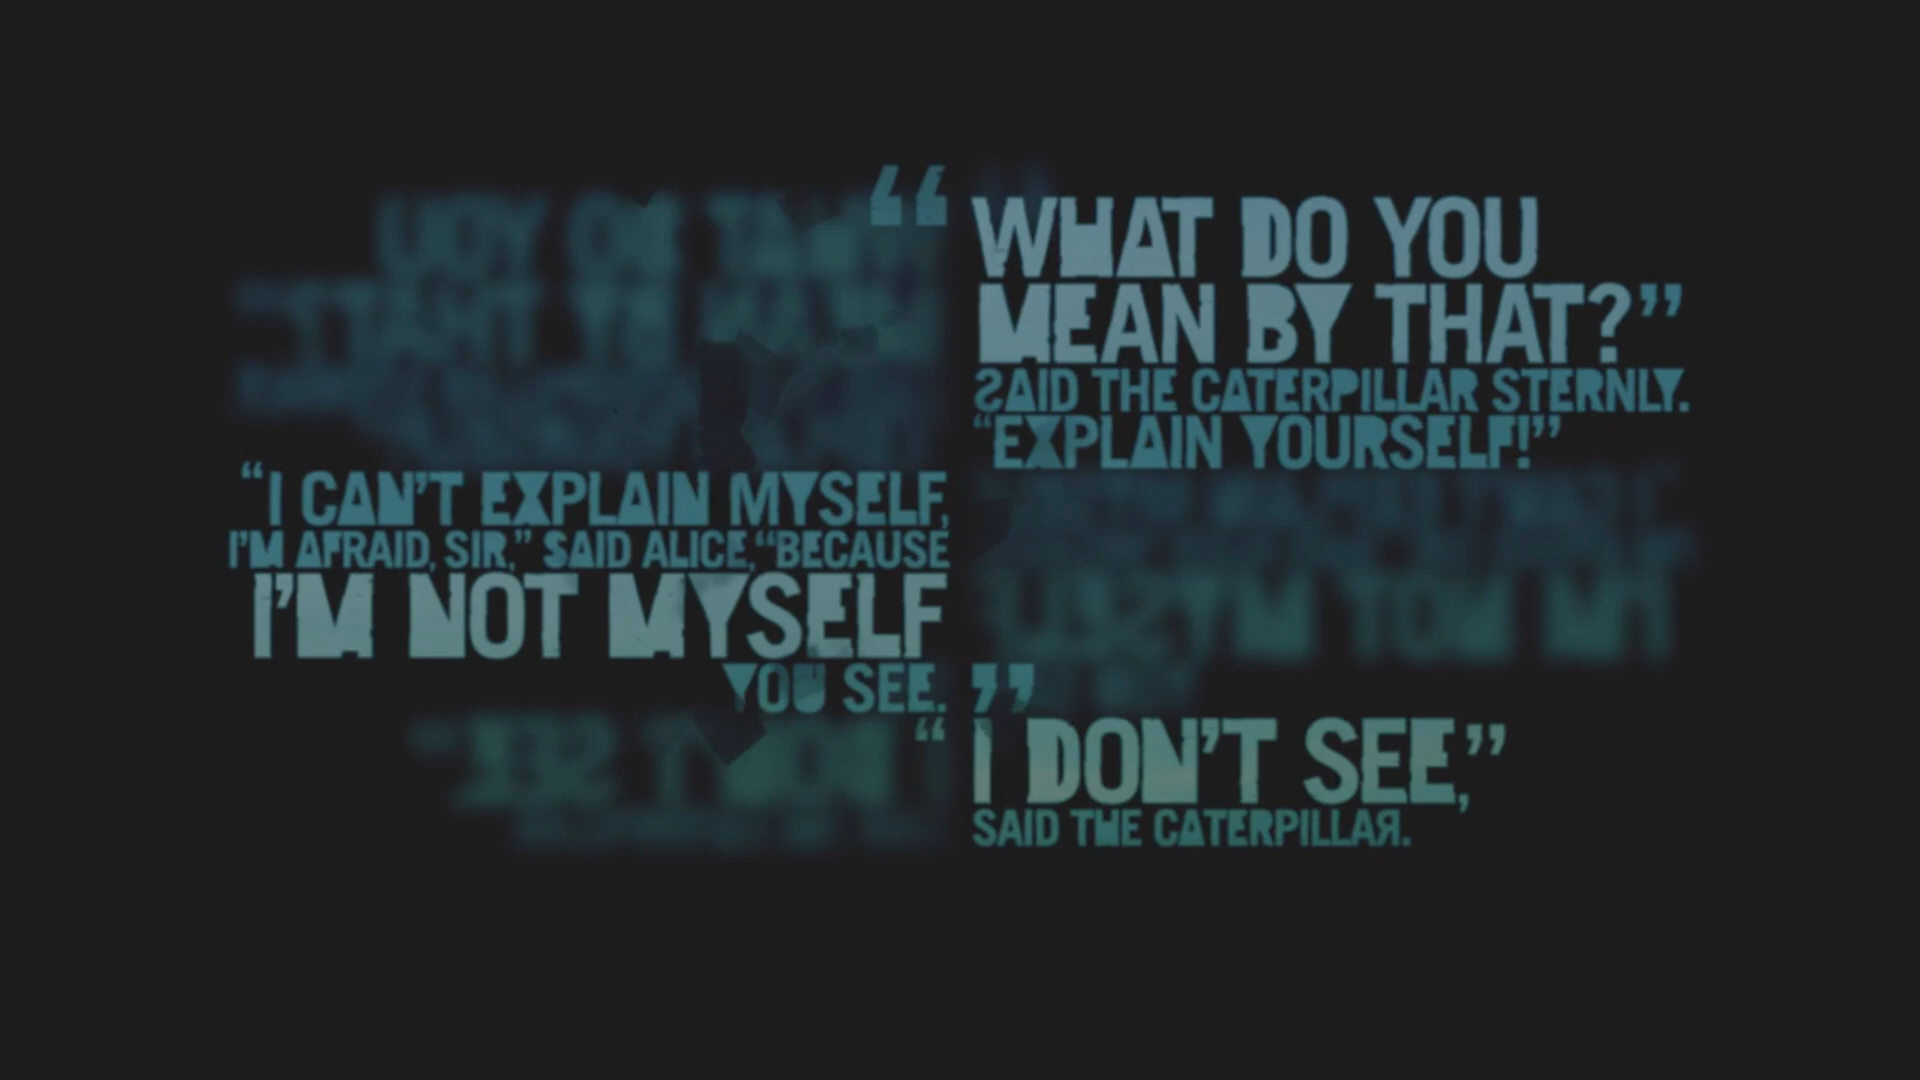 “WHAT DO YOU
MEAN BY THAT?”
SAID THE CATERPILLAR STERNLY.
“EXPLAIN YOURSELF!”
“I CAN’T EXPLAIN MYSELF,
I’M AFRAID, SIR,” SAID ALICE, “BECAUSE
I’M NOT MYSELF
YOU SEE.”
“I DON’T SEE,”
SAID THE CATERPILLAR.